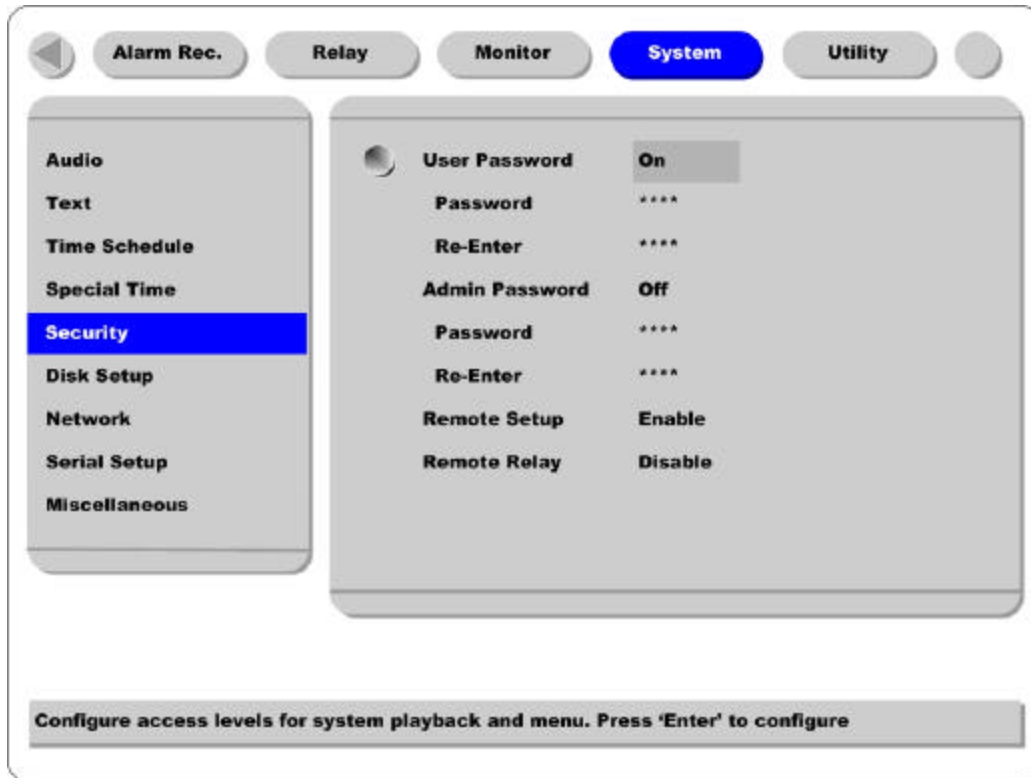 Alarm Rec. Relay Monitor System Utility
Audio
Text
Time Schedule
Special Time
Security
Disk Setup
Network
Serial Setup
Miscellaneous
User Password On
Password ****
Re-Enter ****
Admin Password Off
Password ****
Re-Enter ****
Remote Setup Enable
Remote Relay Disable
Configure access levels for system playback and menu. Press ‘Enter’ to configure